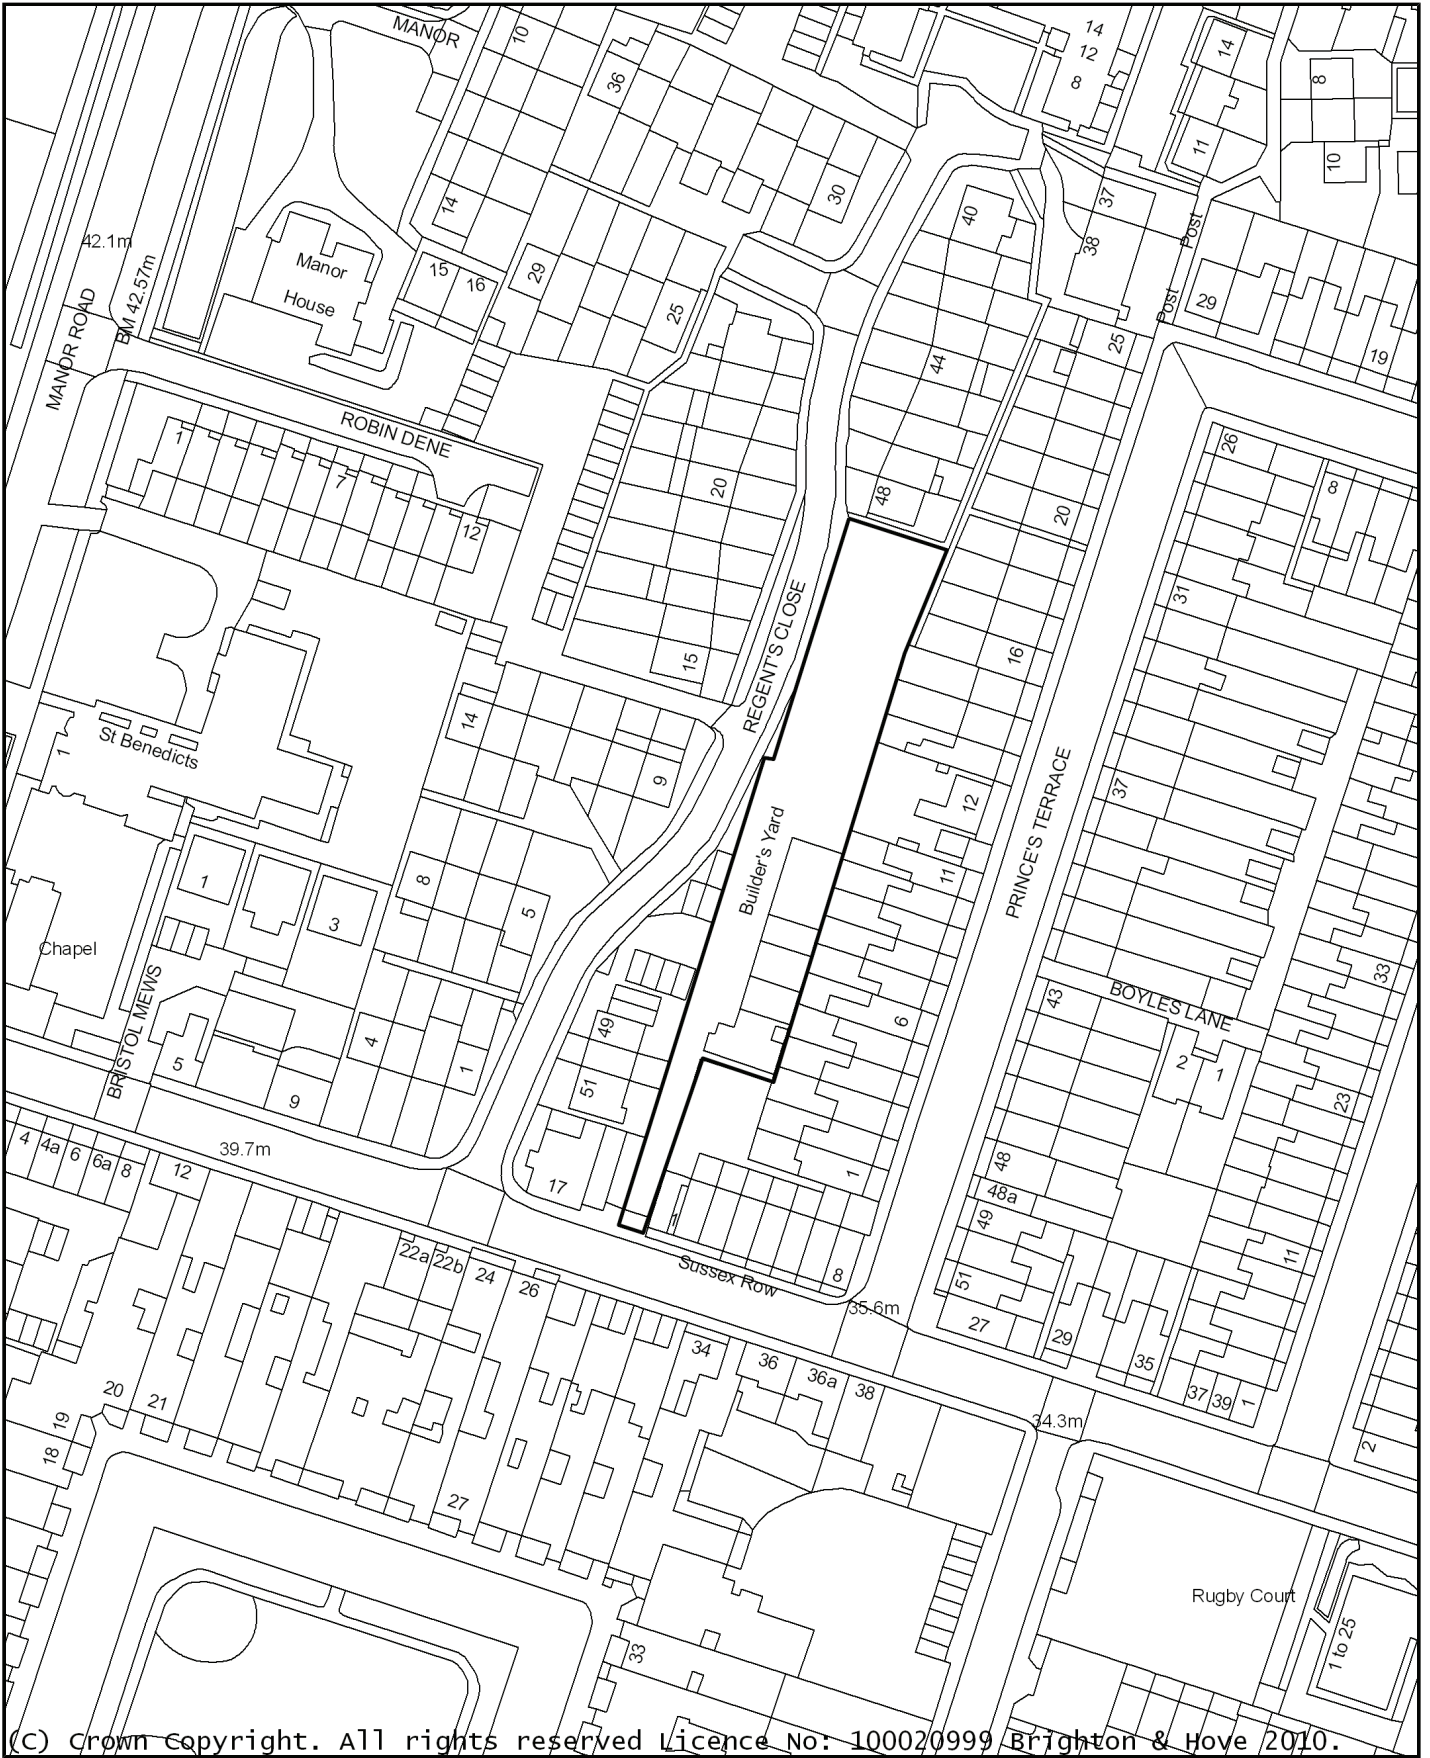 MANOR
10
36
14
12
8
14
11
8
10
30
40
37
38
Post
Post
42.1m
BM 42.57m
MANOR ROAD
Manor
House
14
15
16
29
25
29
19
25
44
ROBIN DENE
1
7
12
20
48
20
26
8
31
16
15
REGENT'S CLOSE
St Benedicts
1
14
9
37
12
11
PRINCE'S TERRACE
Builder's Yard
1
3
8
5
Chapel
BRISTOL MEWS
5
9
4
1
49
51
6
43
BOYLES LANE
2
1
33
23
48
48a
49
51
11
4
4a
6
6a
8
12
39.7m
17
1
1
8
Sussex Row
35.6m
22a
22b
24
26
34
36
36a
38
27
29
35
37
39
1
34.3m
2
20
21
19
18
27
33
Rugby Court
1 to 25
(C) Crown Copyright. All rights reserved Licence No: 100020999 Brighton & Hove 2010.